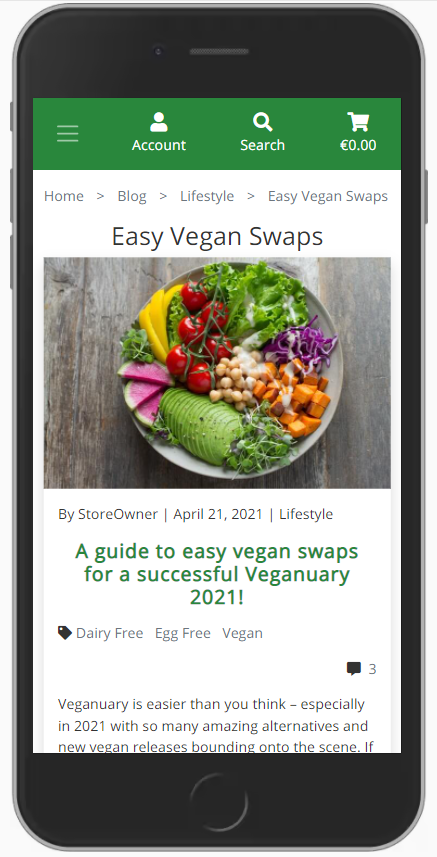 Account Search €0.00
Home > Blog > Lifestyle > Easy Vegan Swaps
Easy Vegan Swaps
By StoreOwner | April 21, 2021 | Lifestyle
A guide to easy vegan swaps
for a successful Veganuary
2021!
Dairy Free Egg Free Vegan
3
Veganuary is easier than you think – especially
in 2021 with so many amazing alternatives and
new vegan releases bounding onto the scene. If